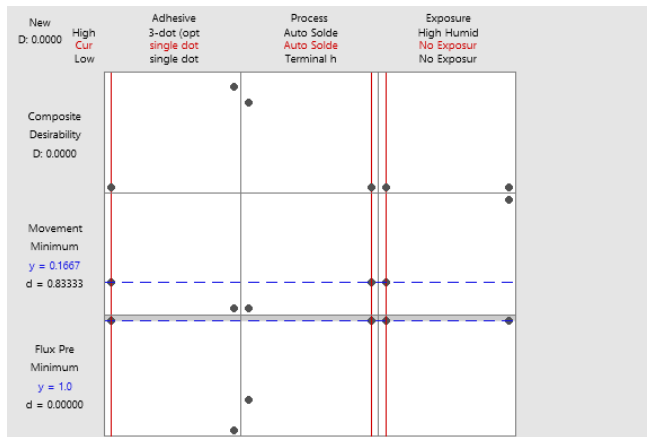 New
D: 0.0000
High
Cur
Low
Adhesive
3-dot (opt
single dot
single dot
Process
Auto Solde
Auto Solde
Terminal h
Exposure
High Humid
No Exposur
No Exposur
Composite
Desirability
D: 0.0000
Movement
Minimum
y = 0.1667
d = 0.83333
Flux Pre
Minimum
y = 1.0
d = 0.00000